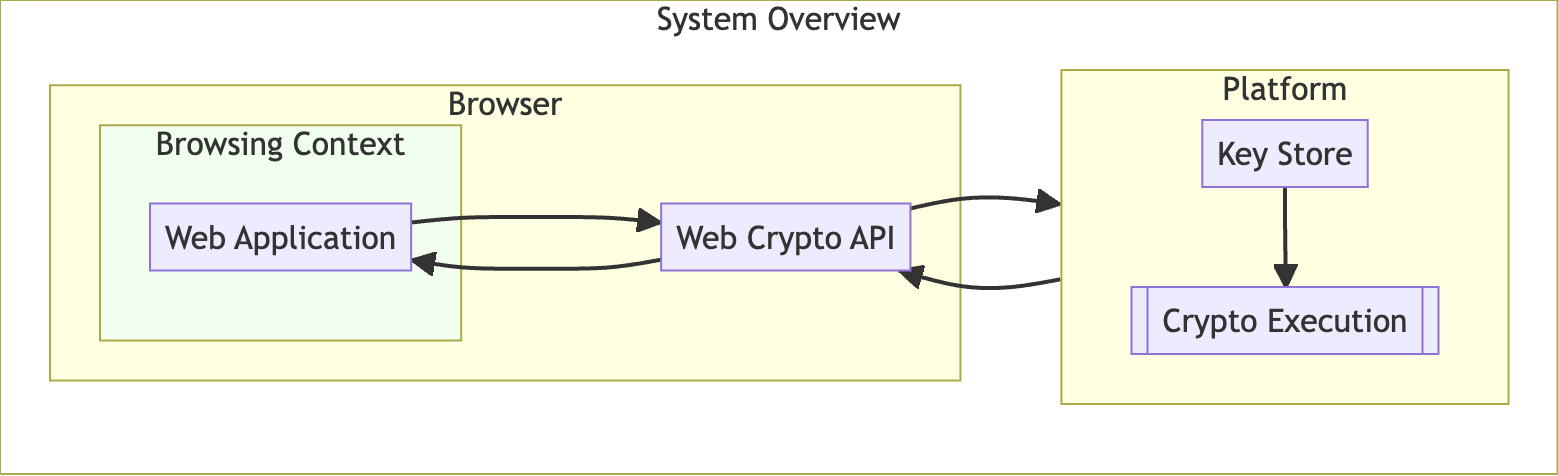 System Overview
Browser
Browsing Context
Web Application
Web Crypto API
Platform
Key Store
Crypto Execution